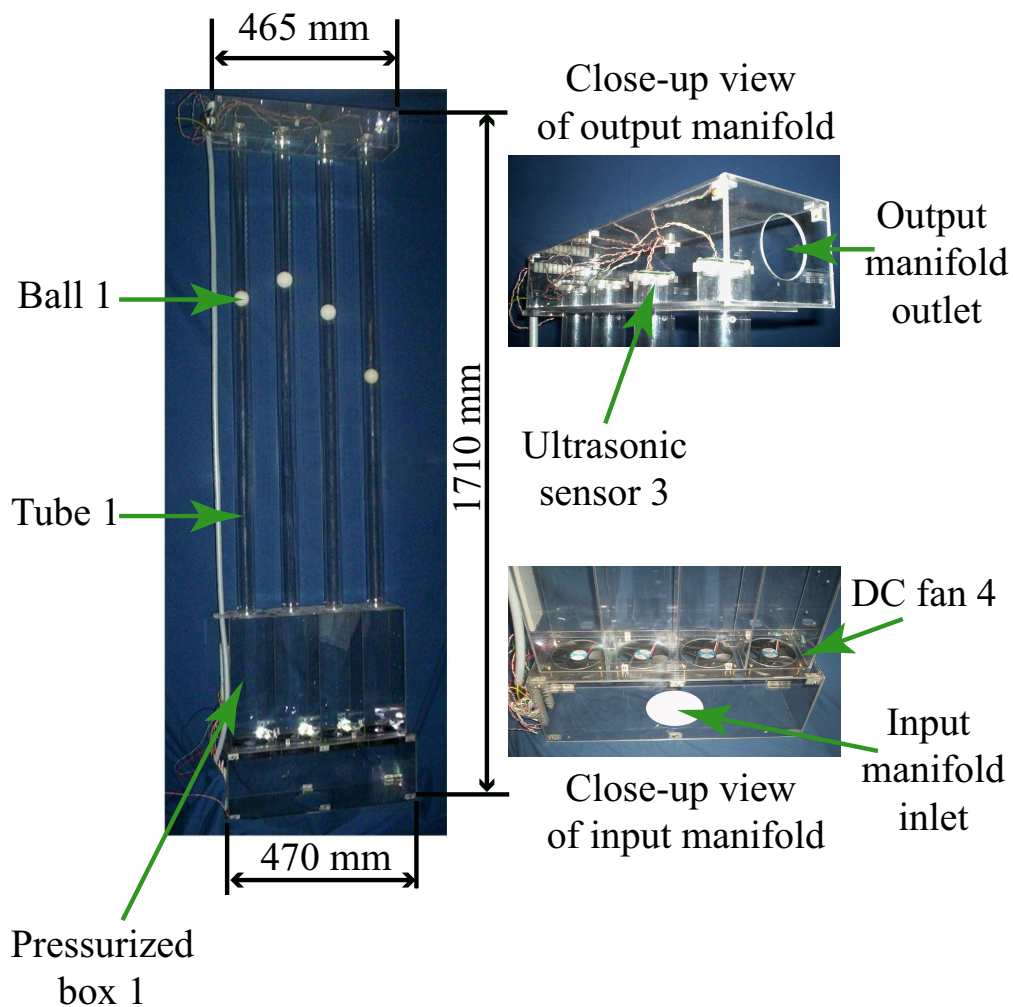 465 mm
Close-up view
of output manifold
Output
manifold
outlet
Ball 1
1710 mm
Ultrasonic
sensor 3
Tube 1
DC fan 4
Input
manifold
inlet
Close-up view
of input manifold
470 mm
Pressurized
box 1